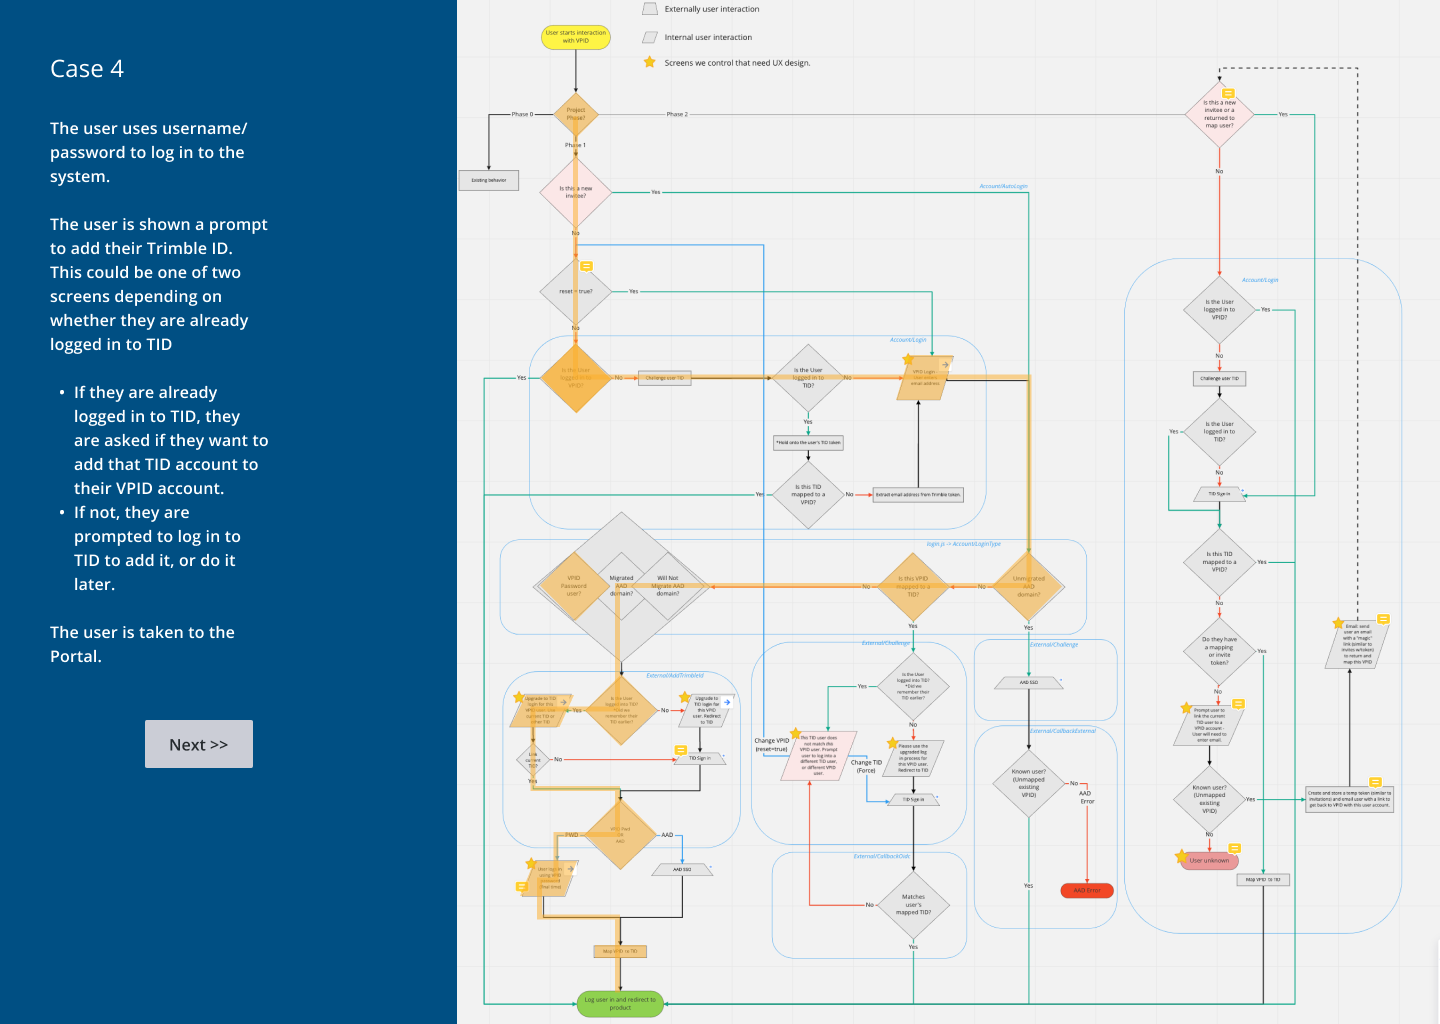 Case 4
The user uses username/
password to log in to the
system.
The user is shown a prompt
to add their Trimble ID.
This could be one of two
screens depending on
whether they are already
logged in to TID
• If they are already
logged in to TID, they
are asked if they want to
add that TID account to
their VPID account.
• If not, they are
prompted to log in to
TID to add it, or do it
later.
The user is taken to the
Portal.
Next >>
Externally user interaction
Internal user interaction
Screens we control that need UX design.
User starts interaction
with VPID
Project
Phase?
Phase 0
Phase 2
Phase 1
Existing behavior
Is this a new
invitee?
Yes
Account/AutoLogin
No
reset = true?
Yes
No
Account/Login
Is the User
logged in to
VPID?
Yes
No
Challenge user TID
Is the User
logged in to
TID?
No
VPID Login
email address
Yes
*Hold onto the user's TID token
Is this TID
mapped to a
VPID?
Yes
No
Extract email address from Trimble token.
login.js -> Account/LoginType
VPID
Password
user?
Migrated
AAD
domain?
Will Not
Migrate AAD
domain?
No
Is this VPID
mapped to a
TID?
No
Unmigrated
AAD
domain?
Yes
Yes
External/AddTrimbleId
Upgrade to TID
login for this
VPID user. Use
current TID or
other TID
Yes
Is the User
logged into TID?
*Did we
remember their
TID earlier?
No
Upgrade to
TID login for
this VPID
user. Redirect
to TID
Link
current
TID?
No
TID Sign in
Yes
PWD
AAD
User sign in
using VPID
password
(final time)
AAD SSO
Map VPID to TID
Log user in and redirect to
product
External/Challenge
Is the User
logged into TID?
*Did we
remember their
TID earlier?
Yes
No
Change VPID
(reset=true)
This TID user does
not match this
VPID user. Prompt
user to log into a
different TID user,
or different VPID
user.
Change TID
(Force)
Please use the
upgraded log
in process for
this VPID user.
Redirect to TID
TID Sign in
External/CallbackOidc
Matches
user's
mapped TID?
No
Yes
External/Challenge
AAD SSO
External/CallbackExternal
Known user?
(Unmapped
existing
VPID)
No
AAD
Error
Yes
AAD Error
Is this a new
invitee or a
returned to
map user?
Yes
No
Account/Login
Is the User
logged in to
VPID?
Yes
No
Challenge user TID
Is the User
logged in to
TID?
Yes
No
TID Sign in
Is this TID
mapped to a
VPID?
Yes
No
Do they have
a mapping
or invite
token?
Yes
No
Prompt user to
link the current
TID user to a
VPID account -
User will need to
enter email.
Known user?
(Unmapped
existing
VPID)
Yes
No
User unknown
Map VPID to TID
Create and store a temp token (similar to
invitations) and email user with a link to
get back to VPID with this user account.
Email: send
user an email
with a "magic"
link (similar to
invites w/token)
to return and
map this VPID